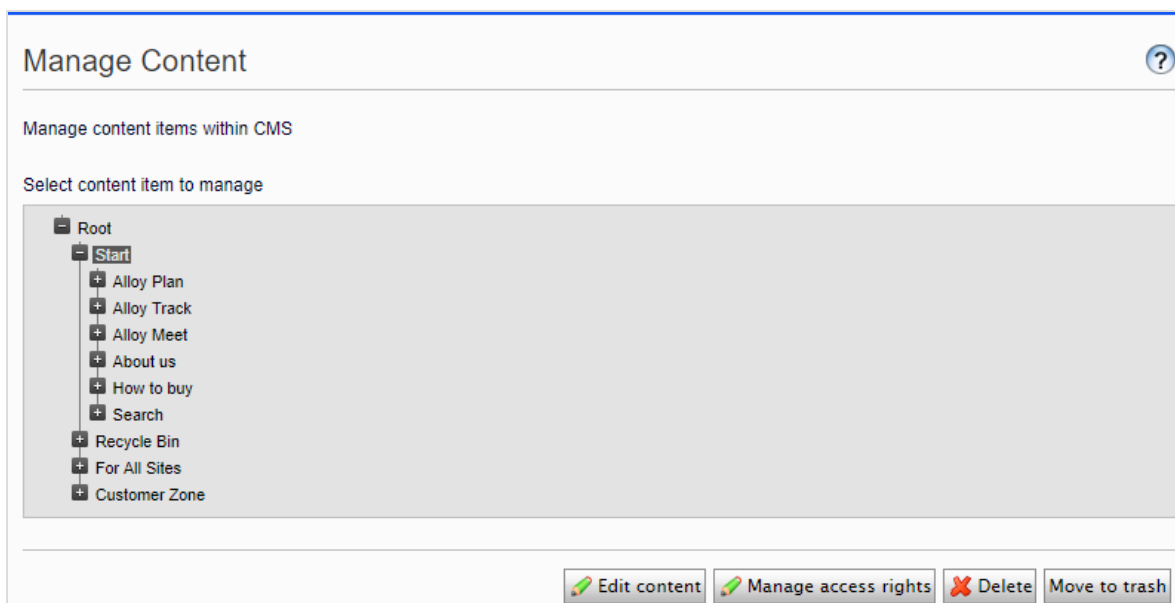 Manage Content
?
Manage content items within CMS
Select content item to manage
Root
Start
Alloy Plan
Alloy Track
Alloy Meet
About us
How to buy
Search
Recycle Bin
For All Sites
Customer Zone
Edit content Manage access rights Delete Move to trash